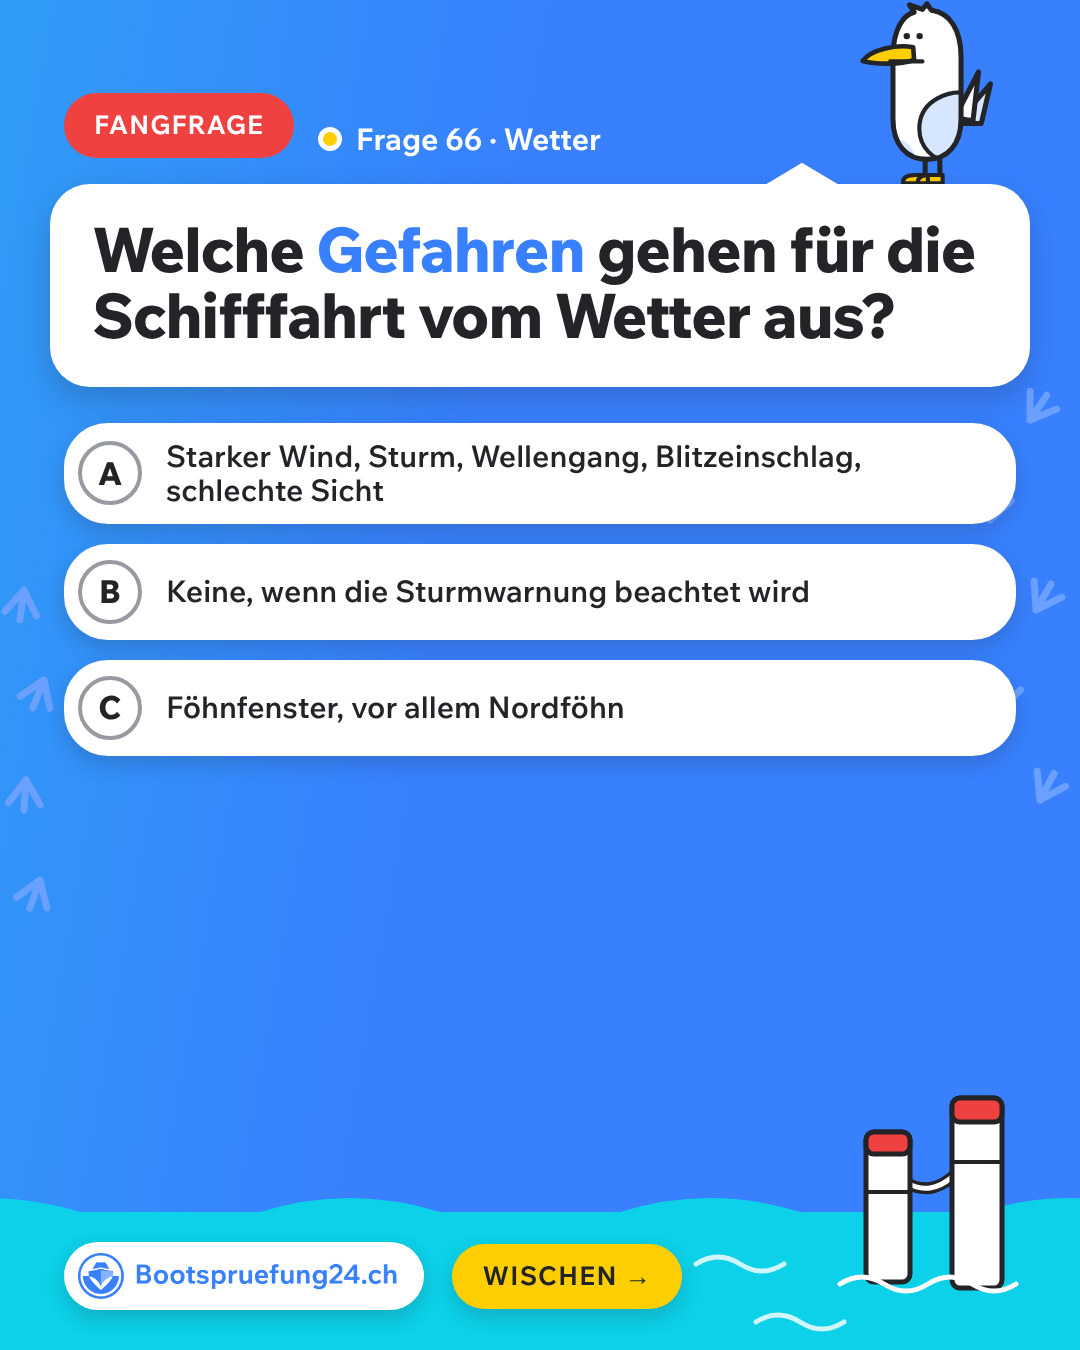 FANGFRAGE
Frage 66 · Wetter
Welche Gefahren gehen für die
Schifffahrt vom Wetter aus?
A
Starker Wind, Sturm, Wellengang, Blitzeinschlag,
schlechte Sicht
B
Keine, wenn die Sturmwarnung beachtet wird
C
Föhnfenster, vor allem Nordföhn
Bootspruefung24.ch
WISCHEN →